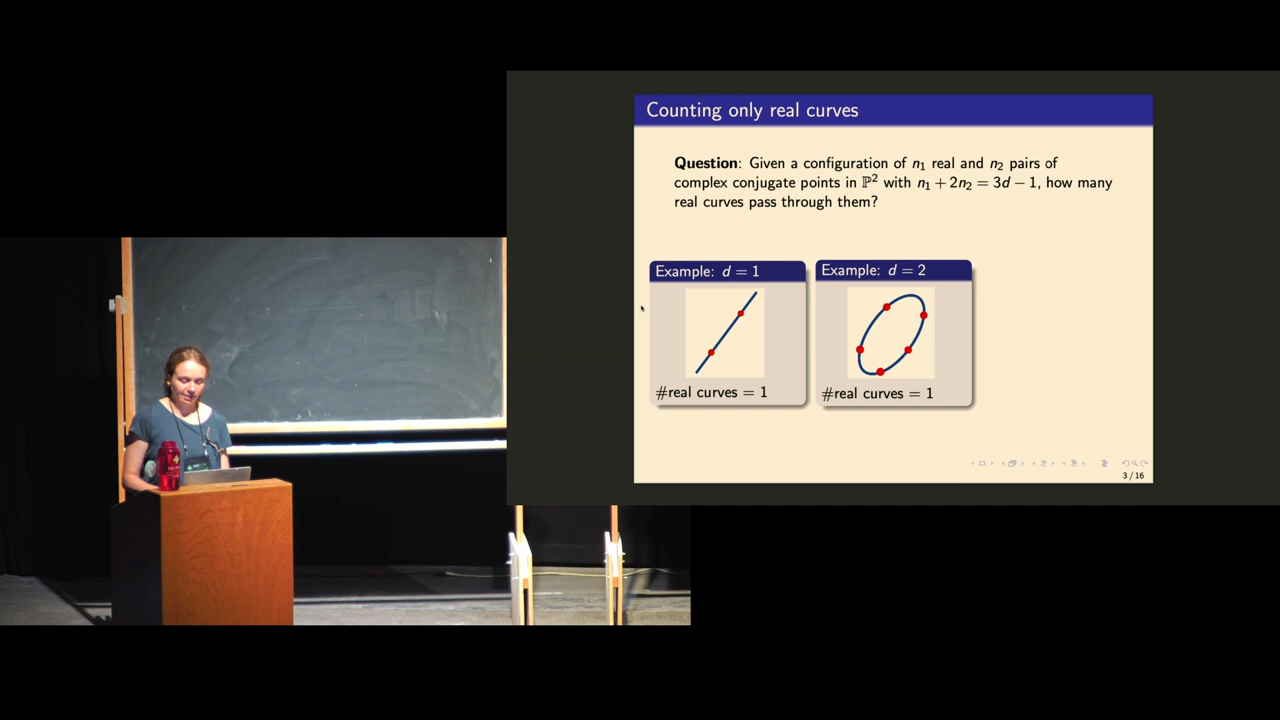 Counting only real curves
Question: Given a configuration of n₁ real and n₂ pairs of
complex conjugate points in ℙ² with n₁ + 2n₂ = 3d − 1, how many
real curves pass through them?
Example: d = 1
#real curves = 1
Example: d = 2
#real curves = 1
3 / 16